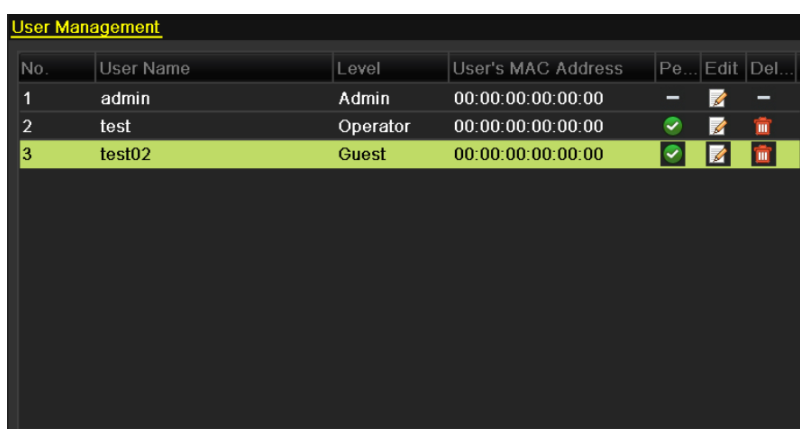 User Management
No. User Name Level User's MAC Address Pe... Edit Del...
1 admin Admin 00:00:00:00:00:00 –
2 test Operator 00:00:00:00:00:00
3 test02 Guest 00:00:00:00:00:00